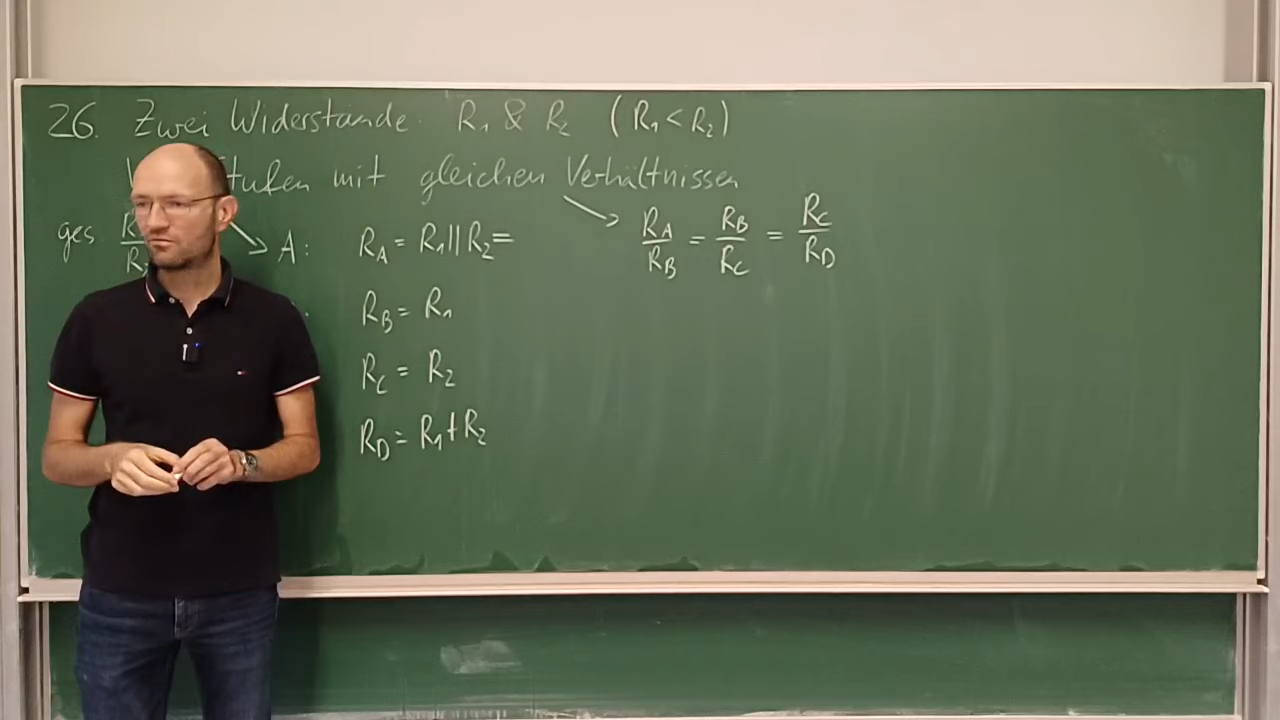 26. Zwei Widerstände: R₁ & R₂ (R₁ < R₂)
mit gleichen Verhältnissen
ges A: R_A = R₁||R₂= R_A/R_B = R_B/R_C = R_C/R_D
R_B = R₁
R_C = R₂
R_D = R₁+R₂